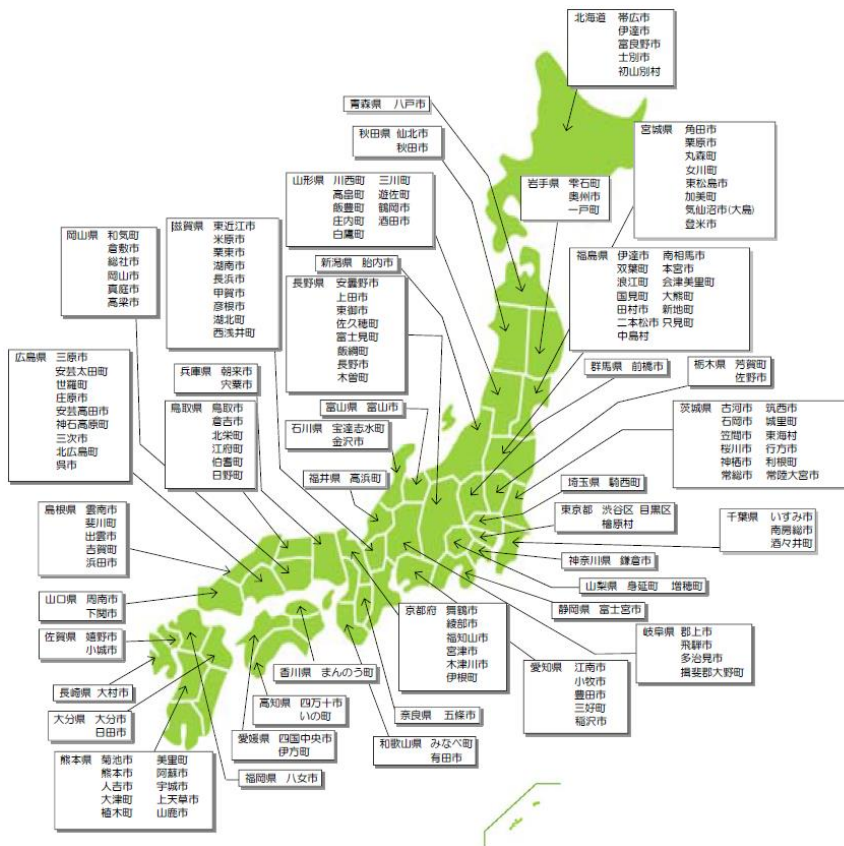 北海道 帯広市
伊達市
富良野市
士別市
初山別村
青森県 八戸市
秋田県 仙北市
秋田市
宮城県 角田市
栗原市
丸森町
女川町
東松島市
加美町
気仙沼市(大島)
登米市
山形県 川西町 三川町
高畠町 遊佐町
飯豊町 鶴岡市
庄内町 酒田市
白鷹町
岩手県 雫石町
奥州市
一戸町
滋賀県 東近江市
米原市
栗東市
湖南市
長浜市
甲賀市
彦根市
湖北町
西浅井町
岡山県 和気町
倉敷市
総社市
岡山市
真庭市
高梁市
新潟県 胎内市
福島県 伊達市 南相馬市
双葉町 本宮市
浪江町 会津美里町
国見町 大熊町
田村市 新地町
二本松市 只見町
中島村
長野県 安曇野市
上田市
東御市
佐久穂町
富士見町
飯綱町
長野市
木曽町
広島県 三原市
安芸太田町
世羅町
庄原市
安芸高田市
神石高原町
三次市
北広島町
呉市
兵庫県 朝来市
宍粟市
群馬県 前橋市
栃木県 芳賀町
佐野市
鳥取県 鳥取市
倉吉市
北栄町
江府町
伯耆町
日野町
富山県 富山市
石川県 宝達志水町
金沢市
茨城県 古河市 筑西市
石岡市 城里町
笠間市 東海村
桜川市 行方市
神栖市 利根町
常総市 常陸大宮市
福井県 高浜町
埼玉県 騎西町
東京都 渋谷区 目黒区
檜原村
島根県 雲南市
斐川町
出雲市
吉賀町
浜田市
千葉県 いすみ市
南房総市
酒々井町
神奈川県 鎌倉市
山梨県 身延町 増穂町
静岡県 富士宮市
山口県 周南市
下関市
京都府 舞鶴市
綾部市
福知山市
宮津市
木津川市
伊根町
岐阜県 郡上市
飛騨市
多治見市
揖斐郡大野町
佐賀県 嬉野市
小城市
愛知県 江南市
小牧市
豊田市
三好町
稲沢市
香川県 まんのう町
長崎県 大村市
高知県 四万十市
いの町
奈良県 五條市
大分県 大分市
日田市
愛媛県 四国中央市
伊方町
和歌山県 みなべ町
有田市
熊本県 菊池市 美里町
熊本市 阿蘇市
人吉市 宇城市
大津町 上天草市
植木町 山鹿市
福岡県 八女市